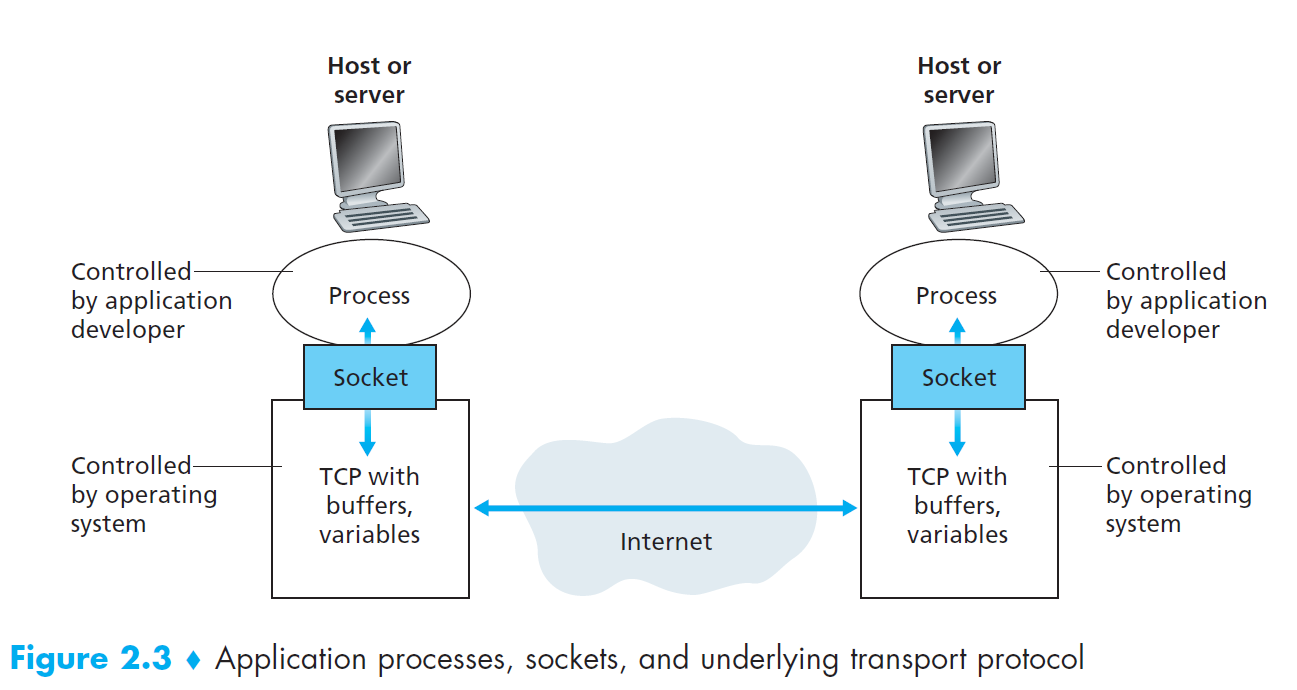 Host or
server
Host or
server
Controlled
by application
developer
Process
Process
Controlled
by application
developer
Socket
Socket
Controlled
by operating
system
TCP with
buffers,
variables
Internet
TCP with
buffers,
variables
Controlled
by operating
system
Figure 2.3 ♦ Application processes, sockets, and underlying transport protocol